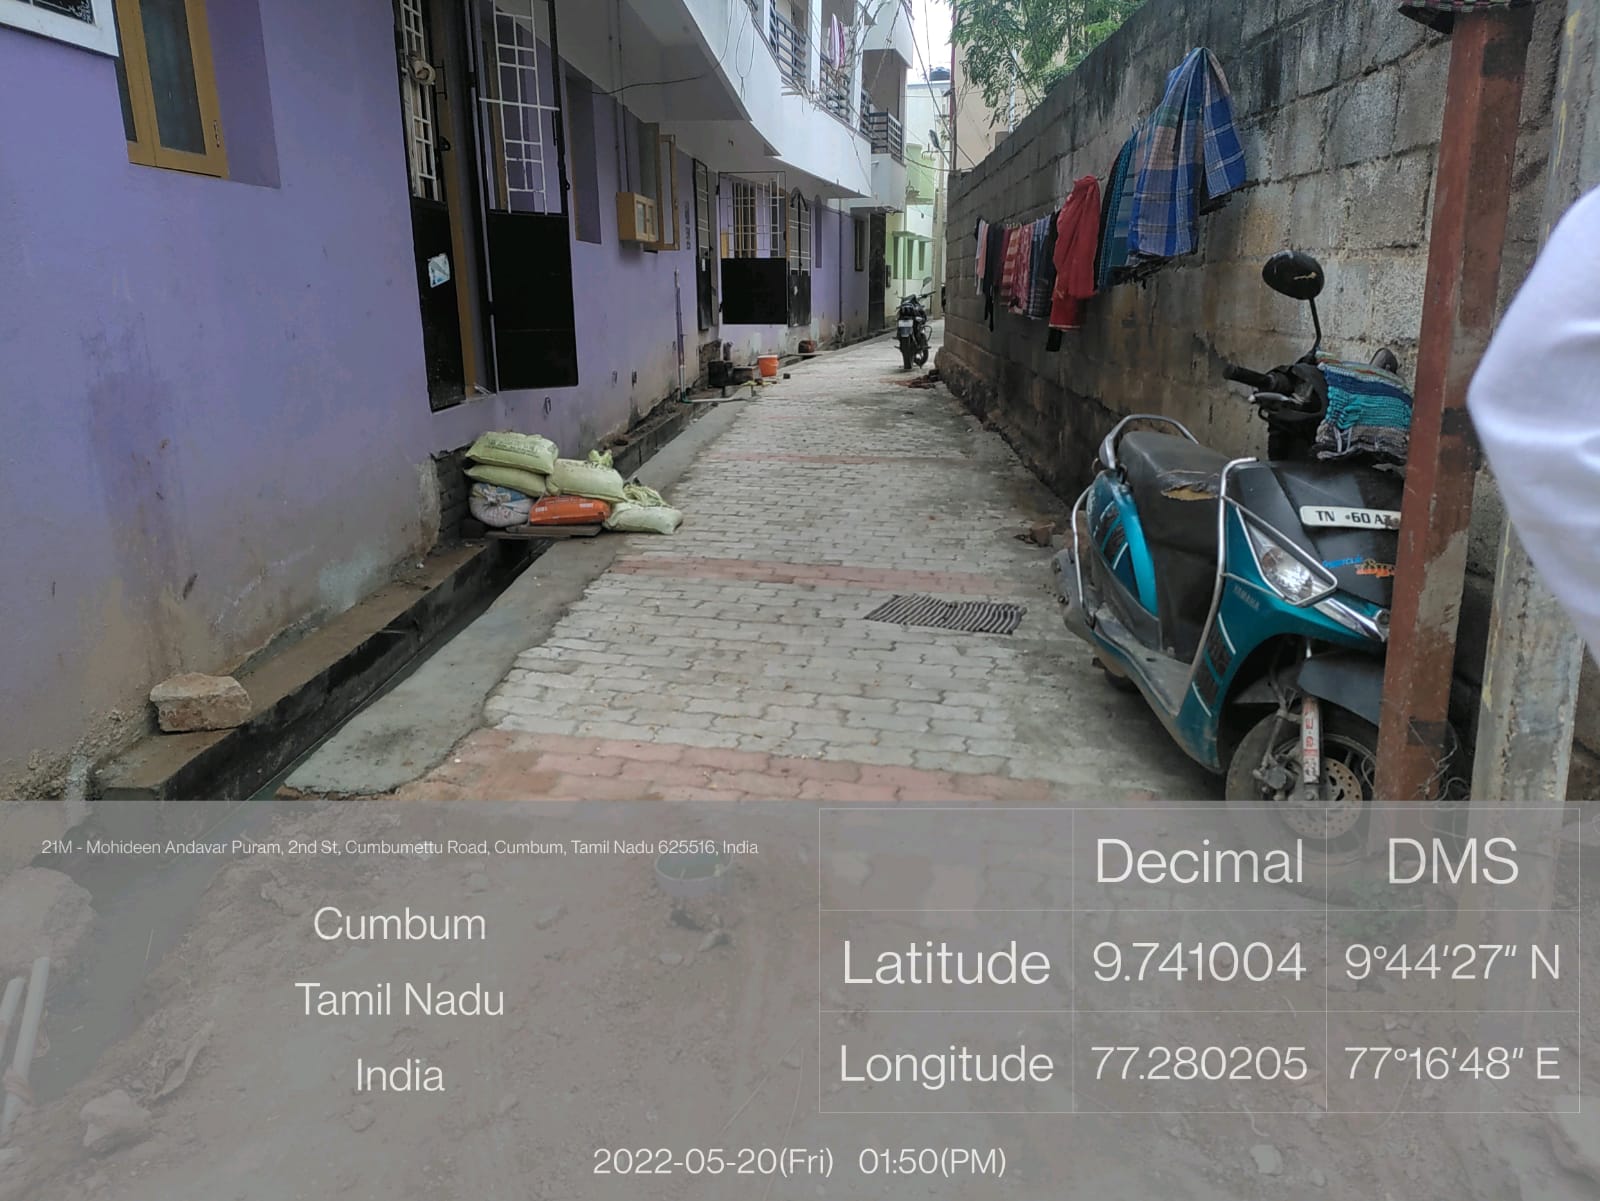 TN 60 AZ
YAMAHA
21M - Mohideen Andavar Puram, 2nd St, Cumbumettu Road, Cumbum, Tamil Nadu 625516, India
Cumbum
Tamil Nadu
India
Decimal DMS
Latitude 9.741004 9°44'27" N
Longitude 77.280205 77°16'48" E
2022-05-20(Fri) 01:50(PM)